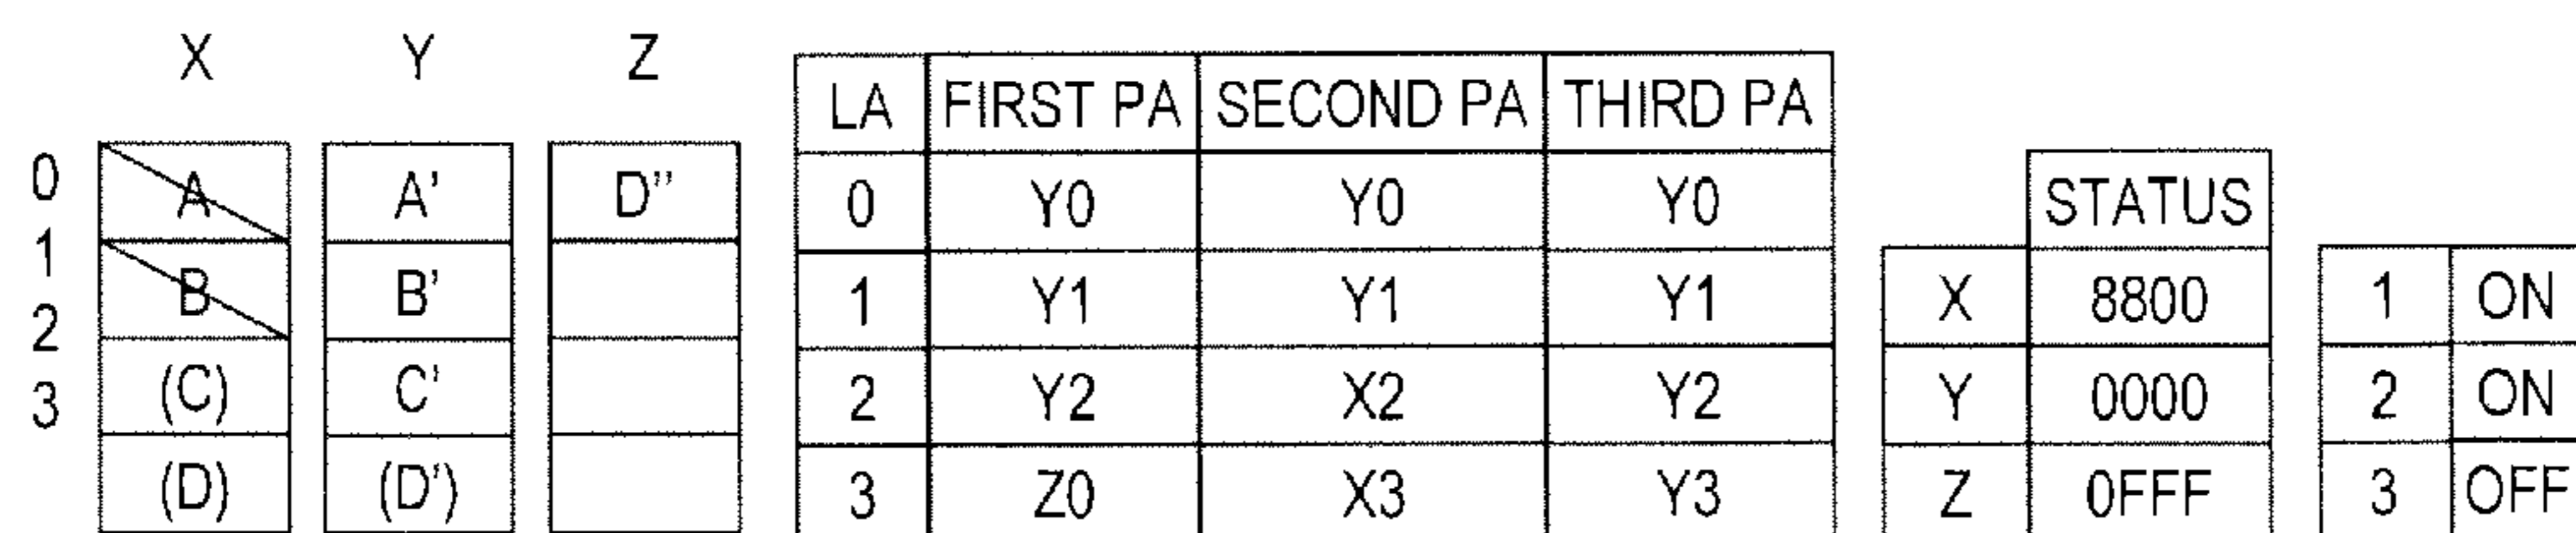 X Y Z
LA FIRST PA SECOND PA THIRD PA
0 A A' D" 0 Y0 Y0 Y0 STATUS
1 B B' 1 Y1 Y1 Y1 X 8800 1 ON
2 (C) C' 2 Y2 X2 Y2 Y 0000 2 ON
3 (D) (D') 3 Z0 X3 Y3 Z 0FFF 3 OFF